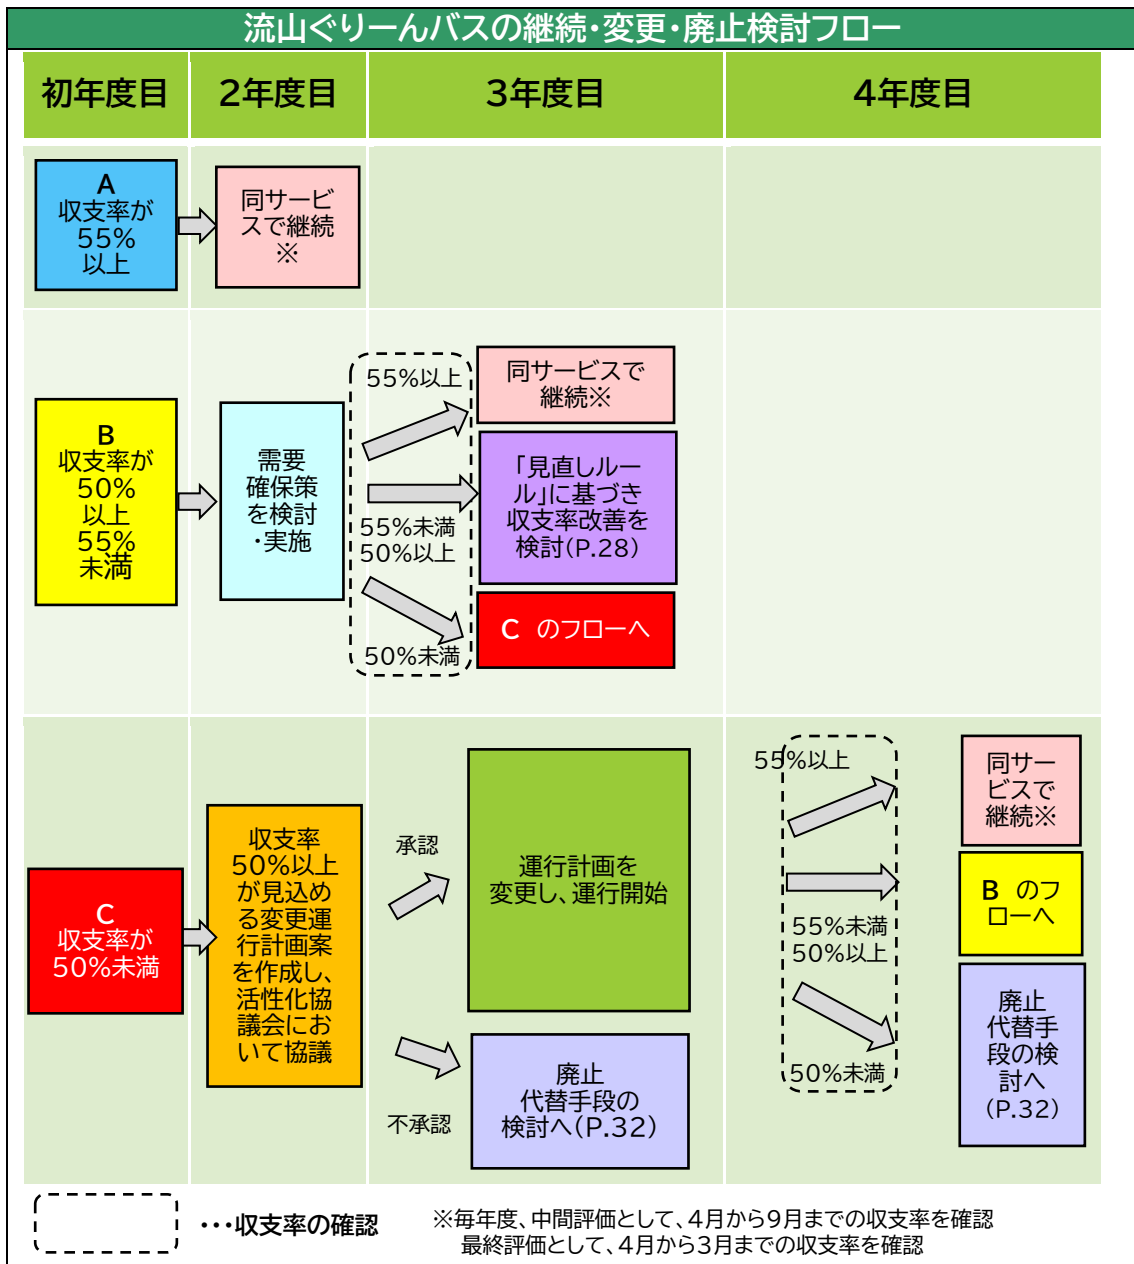 流山ぐりーんバスの継続・変更・廃止検討フロー
初年度目
2年度目
3年度目
4年度目
A
収支率が
55%
以上
同サービ
スで継続
※
B
収支率が
50%
以上
55%
未満
需要
確保策
を検討
・実施
55%以上
55%未満
50%以上
50%未満
同サービスで
継続※
「見直しルー
ル」に基づき
収支率改善を
検討(P.28)
C のフローへ
C
収支率が
50%未満
収支率
50%以上
が見込め
る変更運
行計画案
を作成し、
活性化協
議会にお
いて協議
承認
不承認
運行計画を
変更し、運行開始
廃止
代替手段の
検討へ(P.32)
55%以上
55%未満
50%以上
50%未満
同サー
ビスで
継続※
B のフ
ローへ
廃止
代替手
段の検
討へ
(P.32)
・・・収支率の確認
※毎年度、中間評価として、4月から9月までの収支率を確認
最終評価として、4月から3月までの収支率を確認